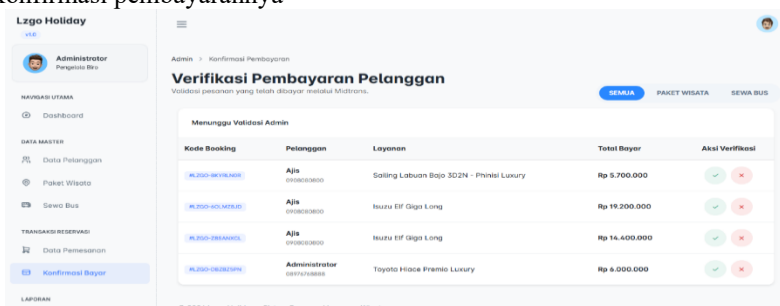 konfirmasi pembayarannya
Lzgo Holiday
v1.0
Administrator
Pengelola Biro
Admin > Konfirmasi Pembayaran
Verifikasi Pembayaran Pelanggan
Validasi pesanan yang telah dibayar melalui Midtrans.
SEMUA PAKET WISATA SEWA BUS
NAVIGASI UTAMA
Dashboard
DATA MASTER
Data Pelanggan
Paket Wisata
Sewa Bus
TRANSAKSI RESERVASI
Data Pemesanan
Konfirmasi Bayar
LAPORAN
Menunggu Validasi Admin
Kode Booking Pelanggan Layanan Total Bayar Aksi Verifikasi
Ajis
Sailing Labuan Bajo 3D2N - Phinisi Luxury Rp 5.700.000
Ajis
Isuzu Elf Giga Long Rp 19.200.000
Ajis
Isuzu Elf Giga Long Rp 14.400.000
Administrator
Toyota Hiace Premio Luxury Rp 6.000.000